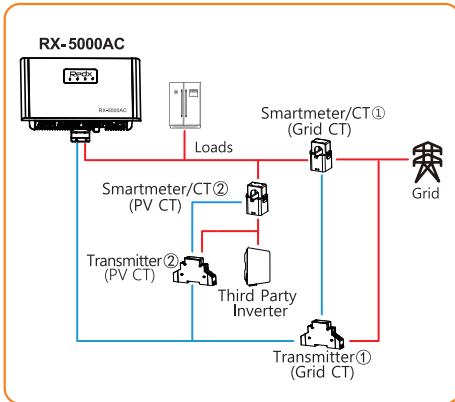 RX-5000AC
Redx
RX-5000AC
Loads
Smartmeter/CT①
(Grid CT)
Grid
Smartmeter/CT②
(PV CT)
Transmitter②
(PV CT)
Third Party
Inverter
Transmitter①
(Grid CT)